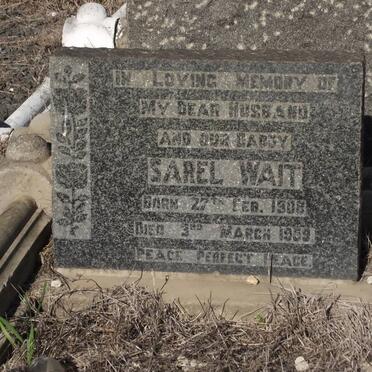 IN LOVING MEMORY OF
MY DEAR HUSBAND
AND OUR DADDY
SAREL WAIT
BORN 27TH FEB. 1908
DIED 3RD MARCH 1959
PEACE PERFECT PEACE